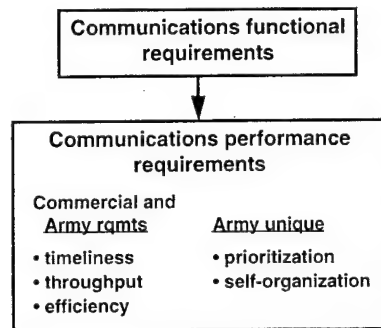 Communications functional
requirements
Communications performance
requirements
Commercial and
Army rqmts
• timeliness
• throughput
• efficiency
Army unique
• prioritization
• self-organization